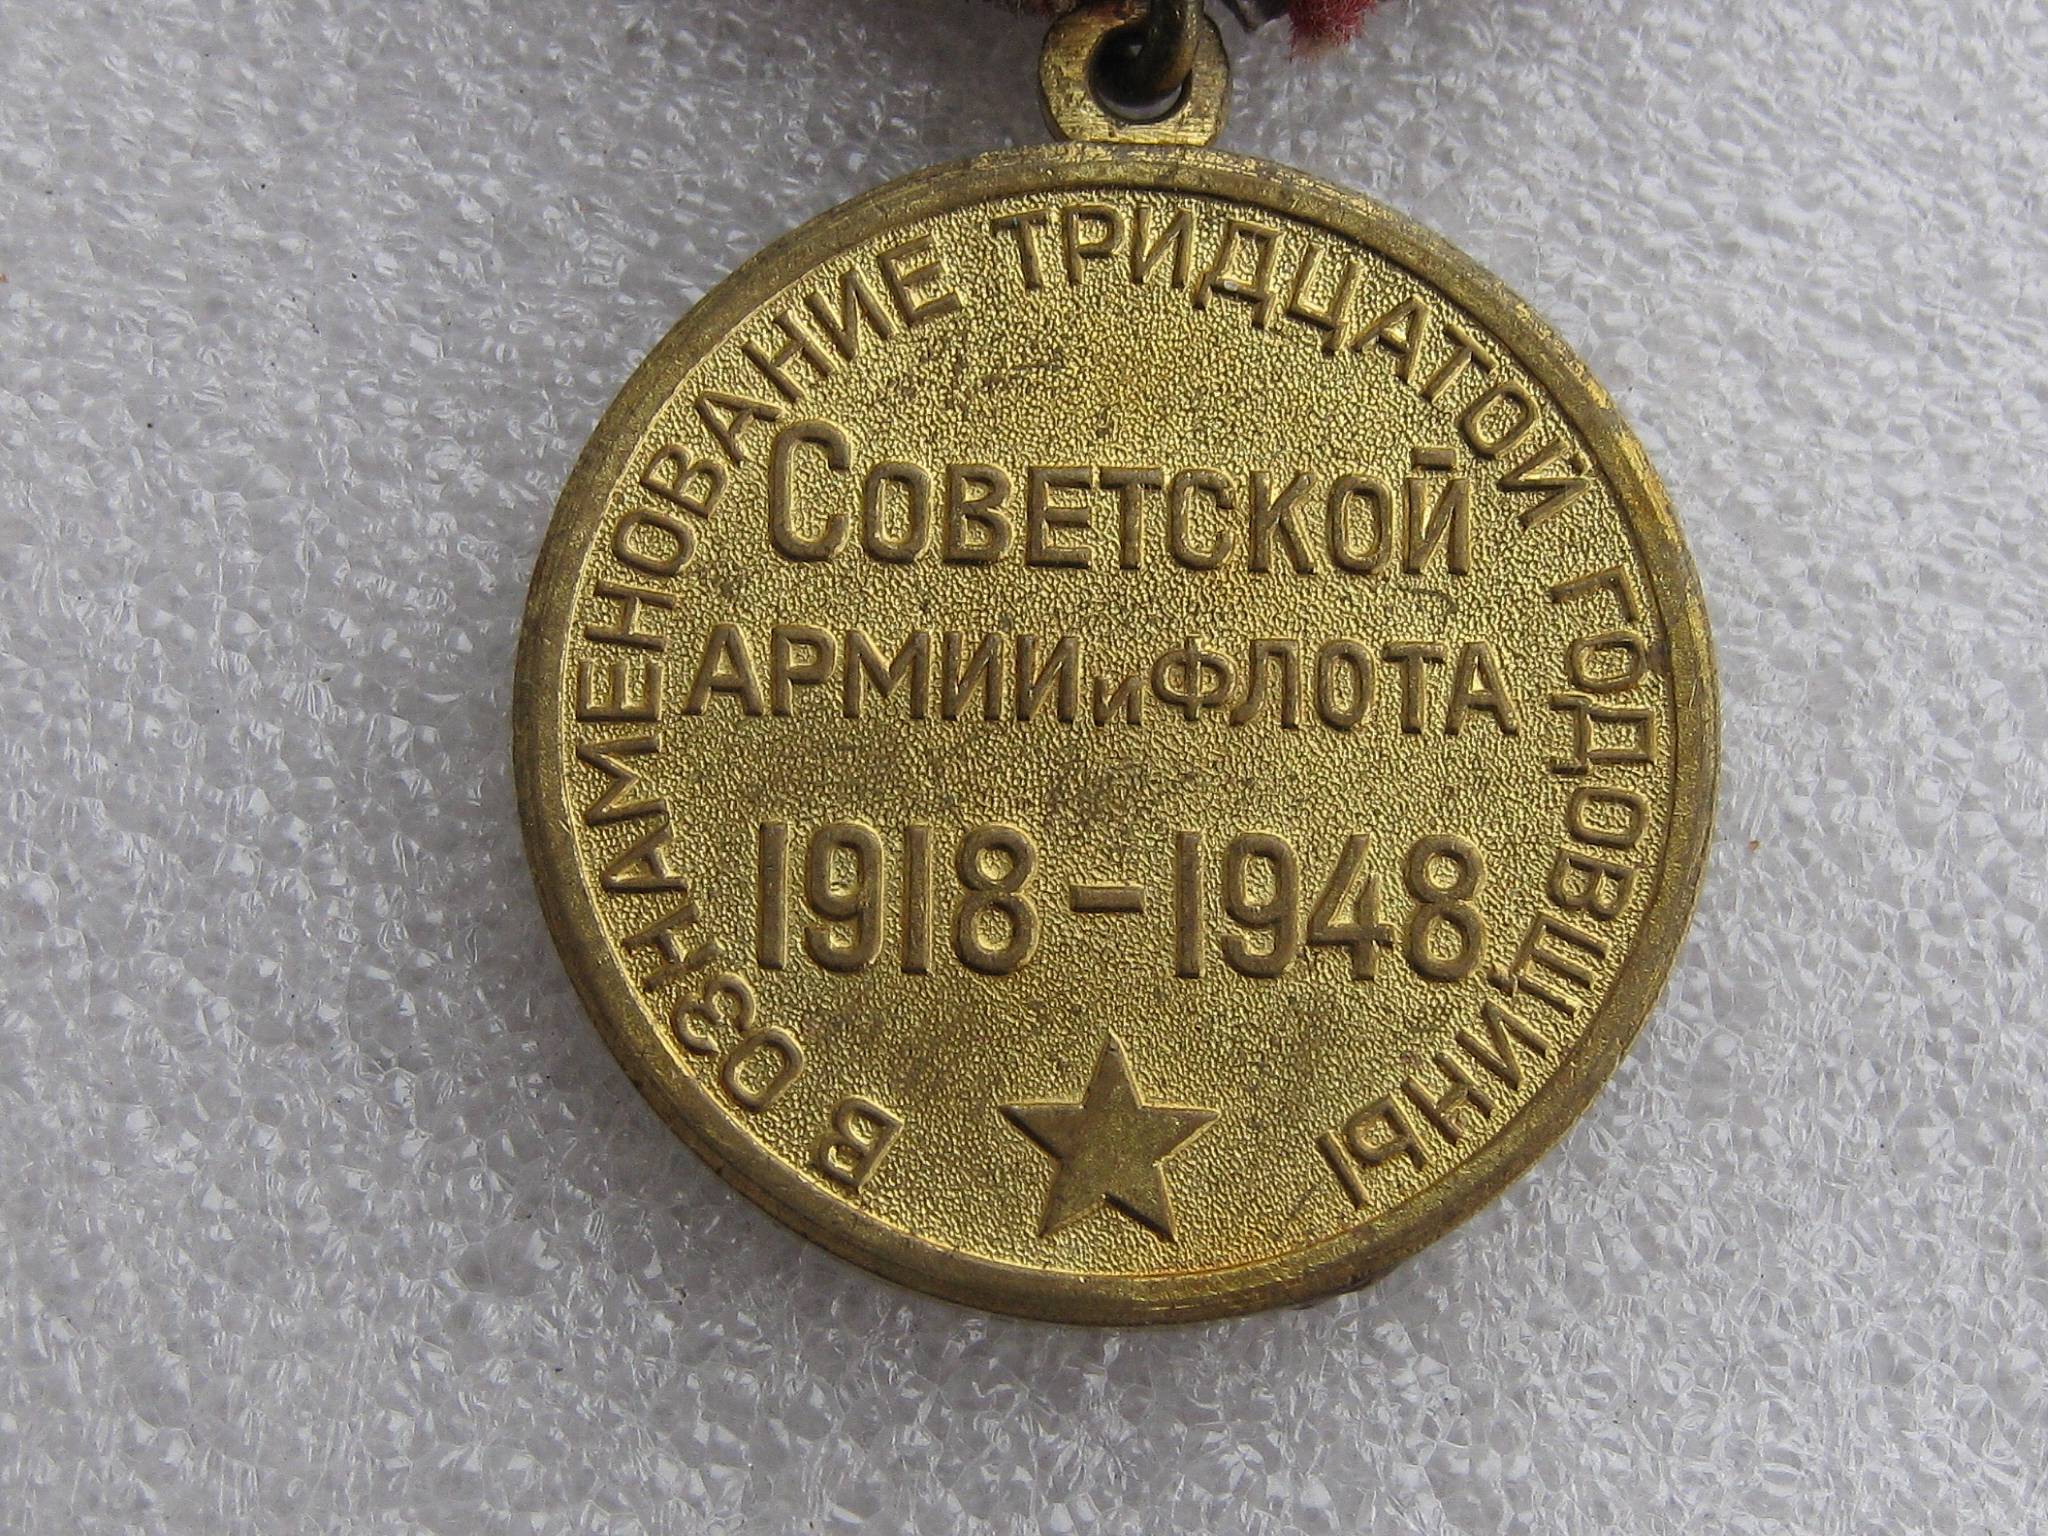 В ОЗНАМЕНОВАНИЕ ТРИДЦАТОЙ ГОДОВЩИНЫ
СОВЕТСКОЙ
АРМИИ и ФЛОТА
1918-1948